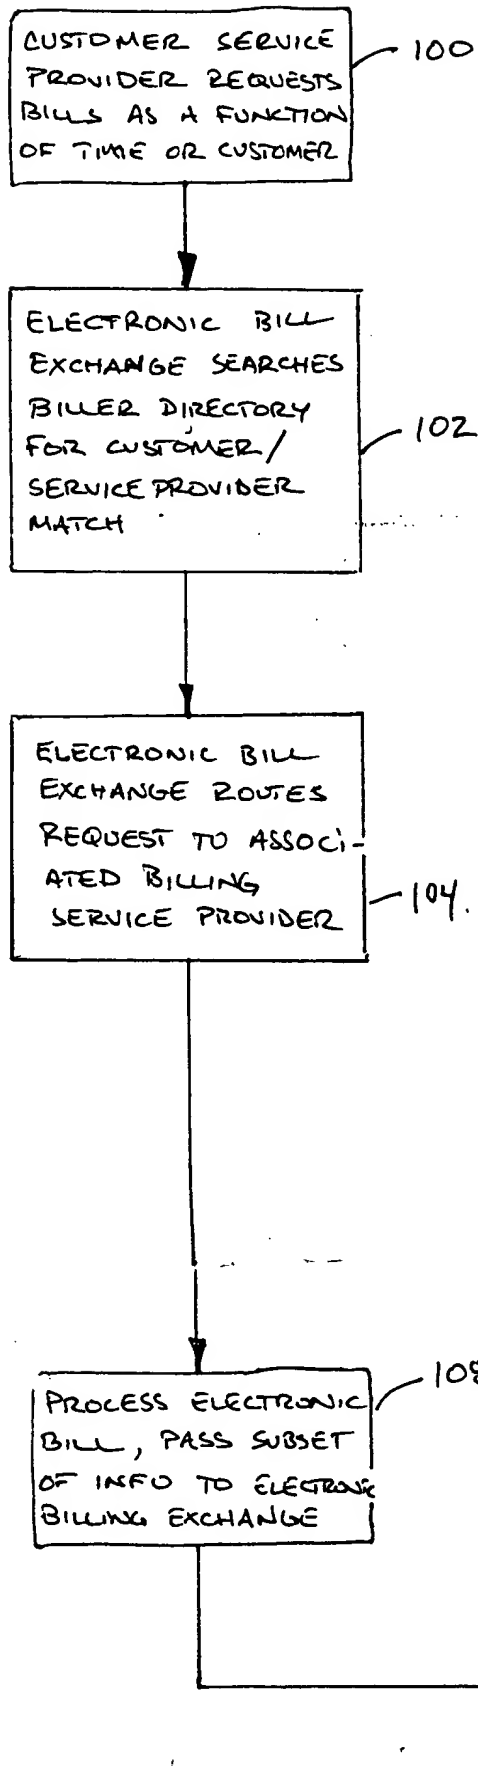 CUSTOMER SERVICE
PROVIDER REQUESTS
BILLS AS A FUNCTION
OF TIME OR CUSTOMER
100
ELECTRONIC BILL
EXCHANGE SEARCHES
BILLER DIRECTORY
FOR CUSTOMER/
SERVICE PROVIDER
MATCH
102
ELECTRONIC BILL
EXCHANGE ROUTES
REQUEST TO ASSOCI-
ATED BILLING
SERVICE PROVIDER
104.
PROCESS ELECTRONIC
BILL, PASS SUBSET
OF INFO TO ELECTRONIC
BILLING EXCHANGE
108